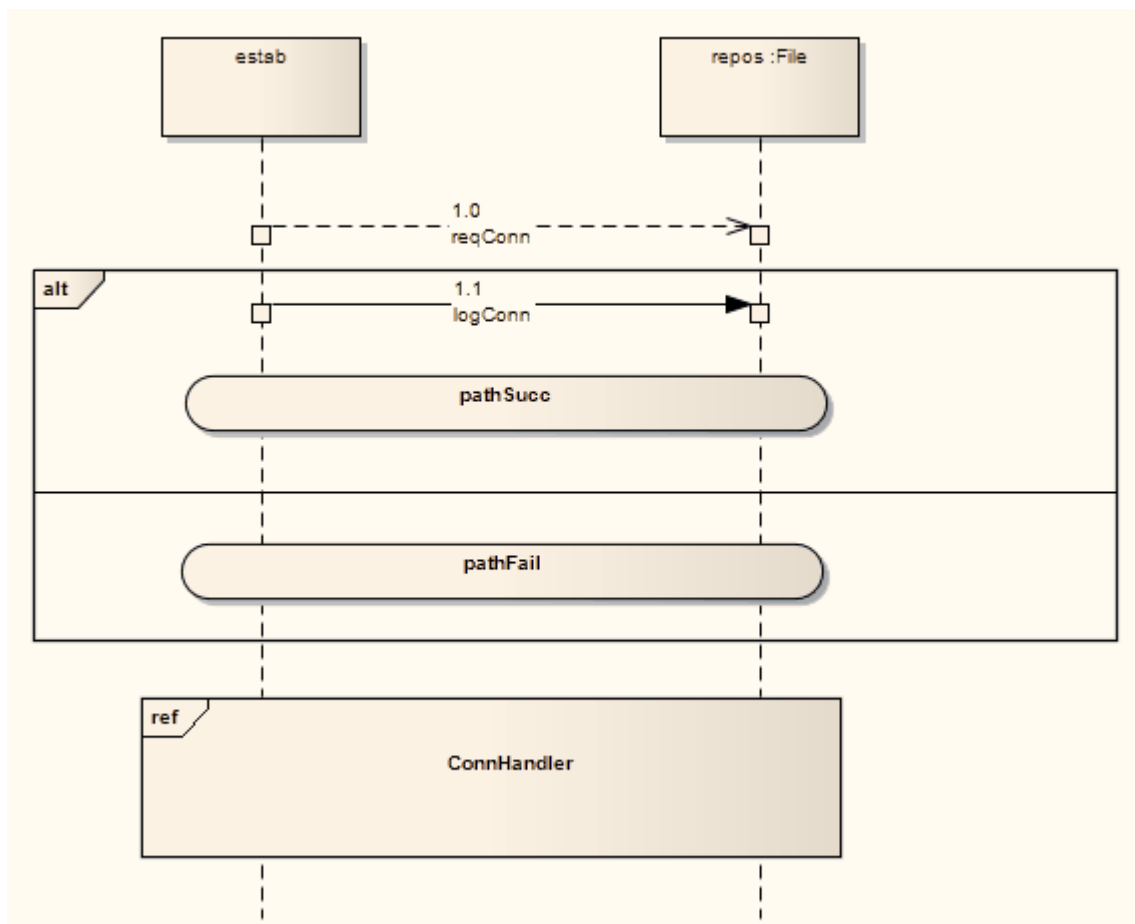 estab
repos :File
1.0
reqConn
alt
1.1
logConn
pathSucc
pathFail
ref
ConnHandler